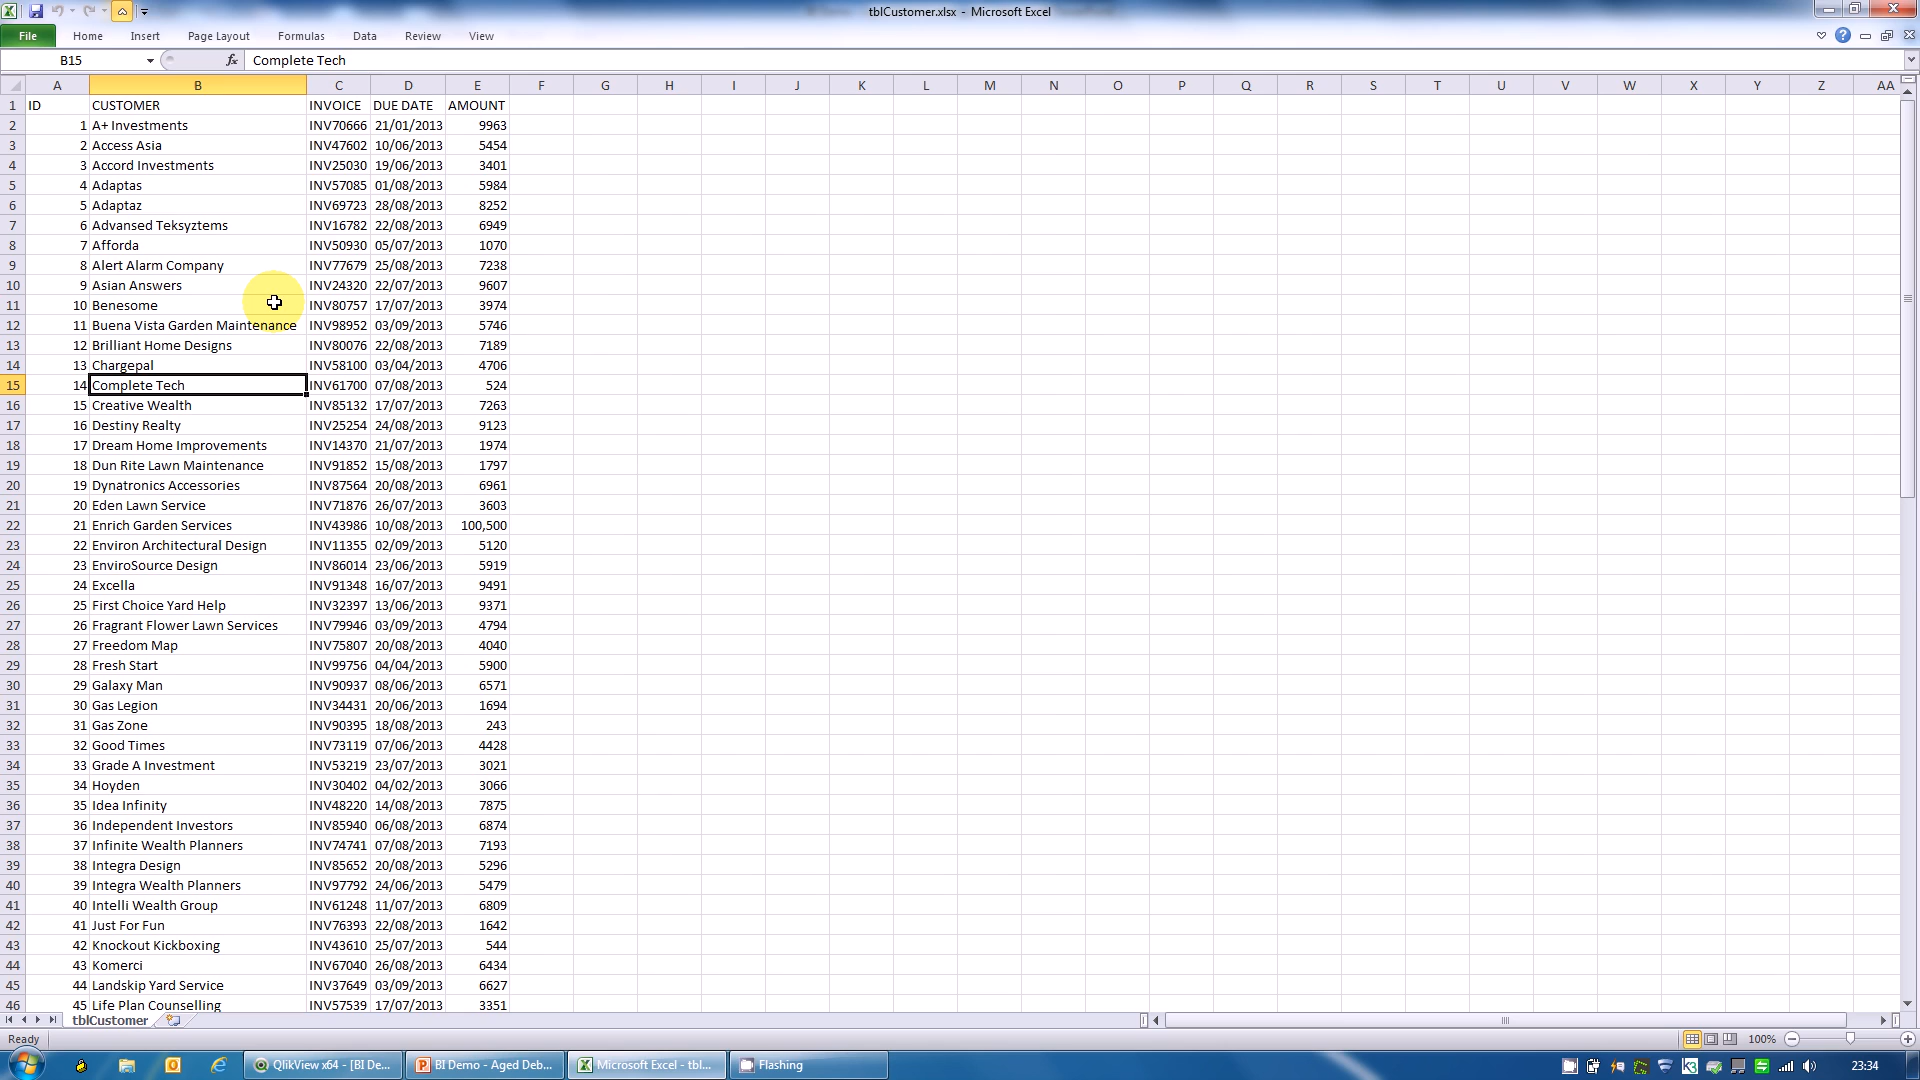 tblCustomer.xlsx - Microsoft Excel
File Home Insert Page Layout Formulas Data Review View
B15 fx Complete Tech
A B C D E F G H I J K L M N O P Q R S T U V W X Y Z AA
1 ID CUSTOMER INVOICE DUE DATE AMOUNT
2 1 A+ Investments INV70666 21/01/2013 9963
3 2 Access Asia INV47602 10/06/2013 5454
4 3 Accord Investments INV25030 19/06/2013 3401
5 4 Adaptas INV57085 01/08/2013 5984
6 5 Adaptaz INV69723 28/08/2013 8252
7 6 Advansed Teksyztems INV16782 22/08/2013 6949
8 7 Afforda INV50930 05/07/2013 1070
9 8 Alert Alarm Company INV77679 25/08/2013 7238
10 9 Asian Answers INV24320 22/07/2013 9607
11 10 Benesome INV80757 17/07/2013 3974
12 11 Buena Vista Garden Maintenance INV98952 03/09/2013 5746
13 12 Brilliant Home Designs INV80076 22/08/2013 7189
14 13 Chargepal INV58100 03/04/2013 4706
15 14 Complete Tech INV61700 07/08/2013 524
16 15 Creative Wealth INV85132 17/07/2013 7263
17 16 Destiny Realty INV25254 24/08/2013 9123
18 17 Dream Home Improvements INV14370 21/07/2013 1974
19 18 Dun Rite Lawn Maintenance INV91852 15/08/2013 1797
20 19 Dynatronics Accessories INV87564 20/08/2013 6961
21 20 Eden Lawn Service INV71876 26/07/2013 3603
22 21 Enrich Garden Services INV43986 10/08/2013 100,500
23 22 Environ Architectural Design INV11355 02/09/2013 5120
24 23 EnviroSource Design INV86014 23/06/2013 5919
25 24 Excella INV91348 16/07/2013 9491
26 25 First Choice Yard Help INV32397 13/06/2013 9371
27 26 Fragrant Flower Lawn Services INV79946 03/09/2013 4794
28 27 Freedom Map INV75807 20/08/2013 4040
29 28 Fresh Start INV99756 04/04/2013 5900
30 29 Galaxy Man INV90937 08/06/2013 6571
31 30 Gas Legion INV34431 20/06/2013 1694
32 31 Gas Zone INV90395 18/08/2013 243
33 32 Good Times INV73119 07/06/2013 4428
34 33 Grade A Investment INV53219 23/07/2013 3021
35 34 Hoyden INV30402 04/02/2013 3066
36 35 Idea Infinity INV48220 14/08/2013 7875
37 36 Independent Investors INV85940 06/08/2013 6874
38 37 Infinite Wealth Planners INV74741 07/08/2013 7193
39 38 Integra Design INV85652 20/08/2013 5296
40 39 Integra Wealth Planners INV97792 24/06/2013 5479
41 40 Intelli Wealth Group INV61248 11/07/2013 6809
42 41 Just For Fun INV76393 22/08/2013 1642
43 42 Knockout Kickboxing INV43610 25/07/2013 544
44 43 Komerci INV67040 26/08/2013 6434
45 44 Landskip Yard Service INV37649 03/09/2013 6627
46 45 Life Plan Counselling INV57539 17/07/2013 3351
tblCustomer
Ready 100%
QlikView x64 - [BI De... BI Demo - Aged Deb... Microsoft Excel - tbl... Flashing 23:34